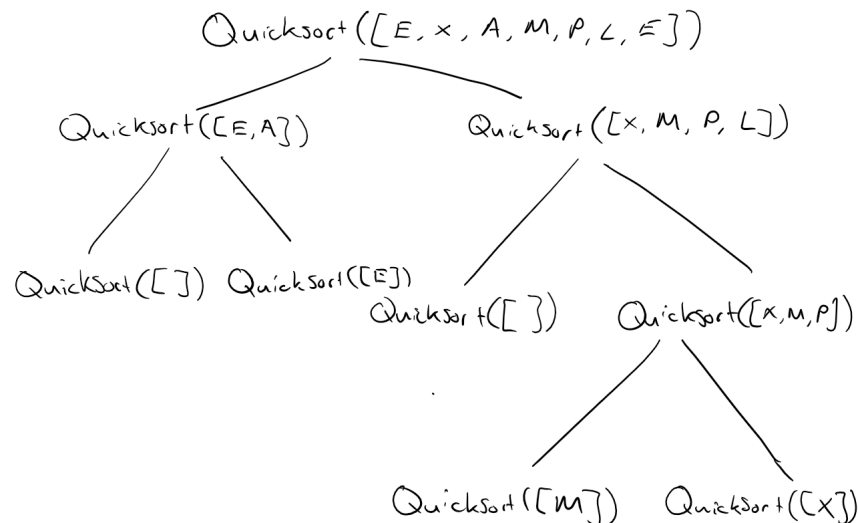 Quicksort([E, X, A, M, P, L, E])
Quicksort([E, A])
Quicksort([X, M, P, L])
Quicksort([ ])
Quicksort([E])
Quicksort([ ])
Quicksort([X, M, P])
Quicksort([M])
Quicksort([X])